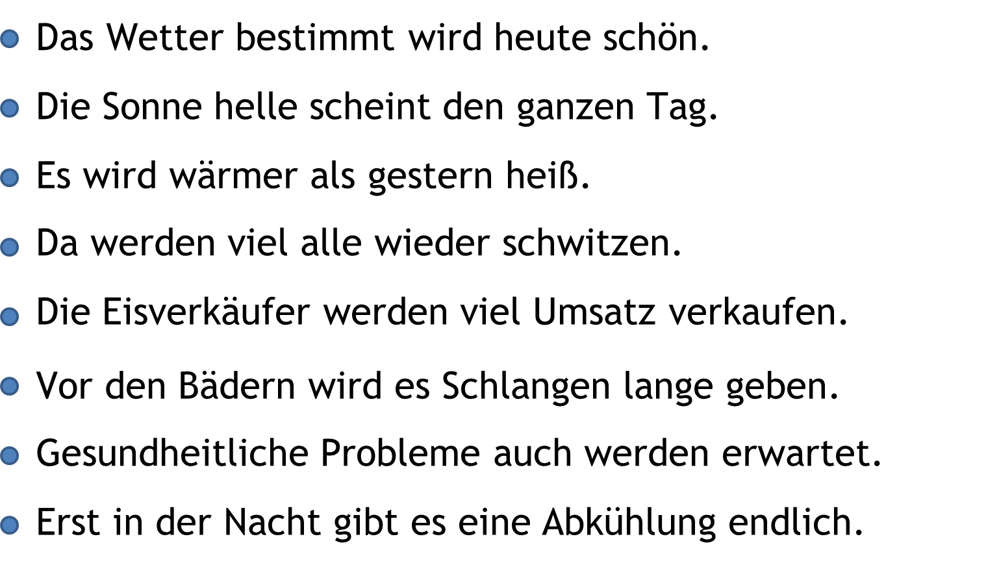 Das Wetter bestimmt wird heute schön.
Die Sonne helle scheint den ganzen Tag.
Es wird wärmer als gestern heiß.
Da werden viel alle wieder schwitzen.
Die Eisverkäufer werden viel Umsatz verkaufen.
Vor den Bädern wird es Schlangen lange geben.
Gesundheitliche Probleme auch werden erwartet.
Erst in der Nacht gibt es eine Abkühlung endlich.